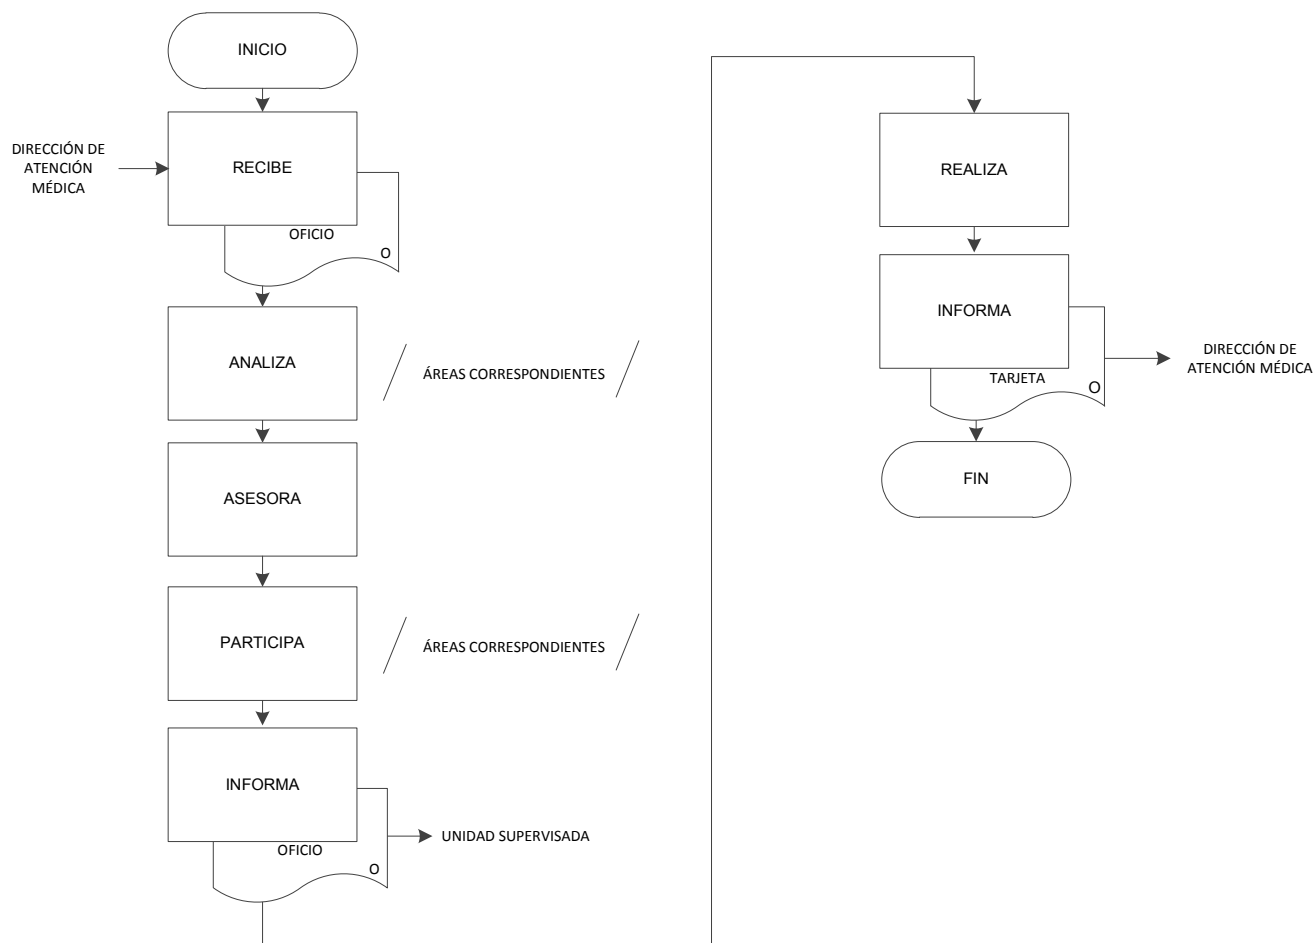 INICIO
DIRECCIÓN DE
ATENCIÓN
MÉDICA
RECIBE
OFICIO
O
ANALIZA
ÁREAS CORRESPONDIENTES
ASESORA
PARTICIPA
ÁREAS CORRESPONDIENTES
INFORMA
OFICIO
O
UNIDAD SUPERVISADA
REALIZA
INFORMA
TARJETA
O
DIRECCIÓN DE
ATENCIÓN MÉDICA
FIN